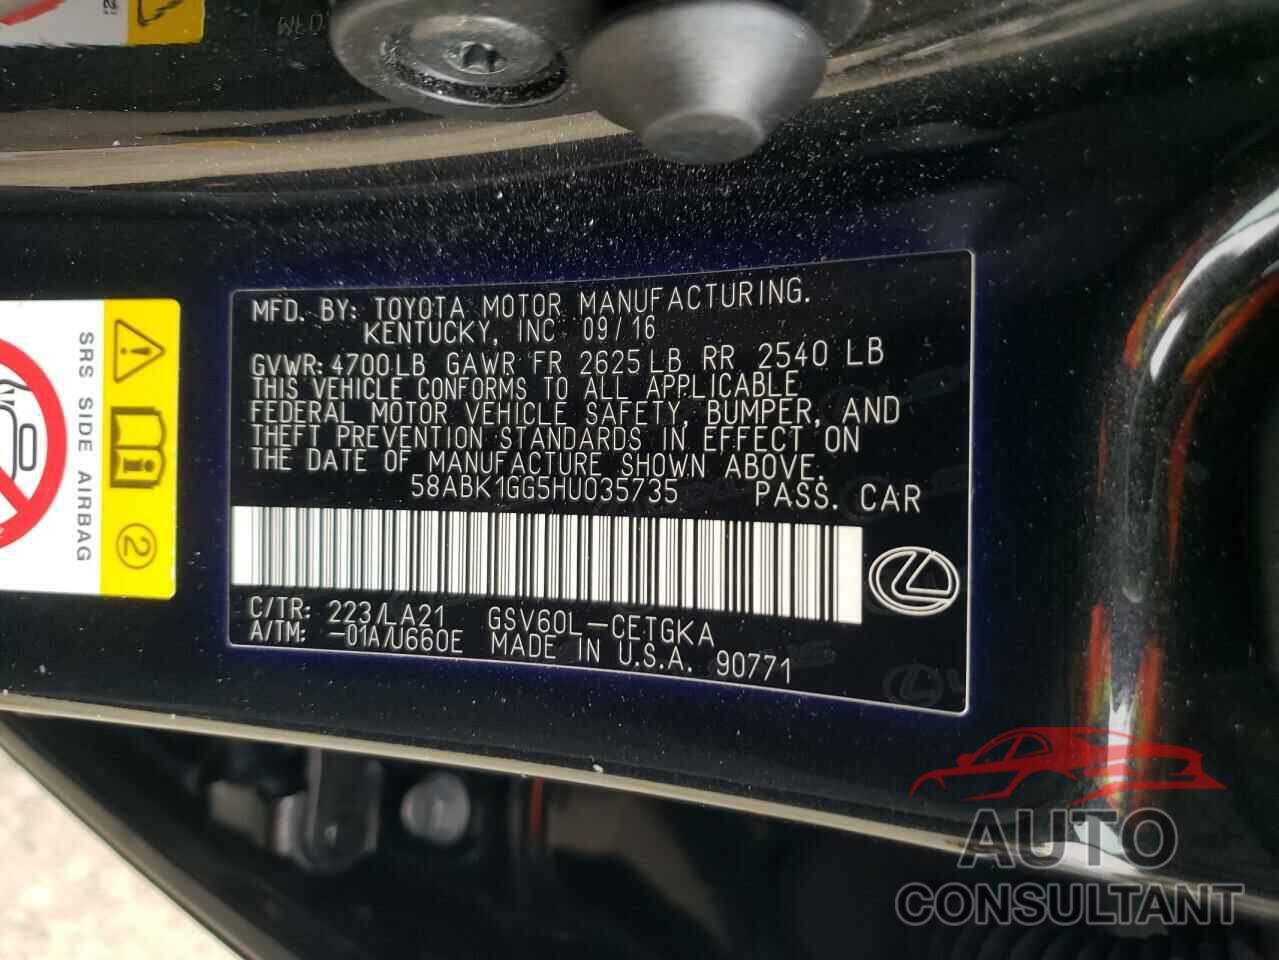 MFD. BY: TOYOTA MOTOR MANUFACTURING.
KENTUCKY, INC 09/16
GVWR: 4700LB GAWR FR 2625LB RR 2540 LB
THIS VEHICLE CONFORMS TO ALL APPLICABLE
FEDERAL MOTOR VEHICLE SAFETY, BUMPER, AND
THEFT PREVENTION STANDARDS IN EFFECT ON
THE DATE OF MANUFACTURE SHOWN ABOVE.
58ABK1GG5HU035735 PASS. CAR
C/TR: 223/LA21 GSV60L-CETGKA
A/TM: -01A/U660E MADE IN U.S.A. 90771
SRS SIDE AIRBAG
2
AUTO
CONSULTANT